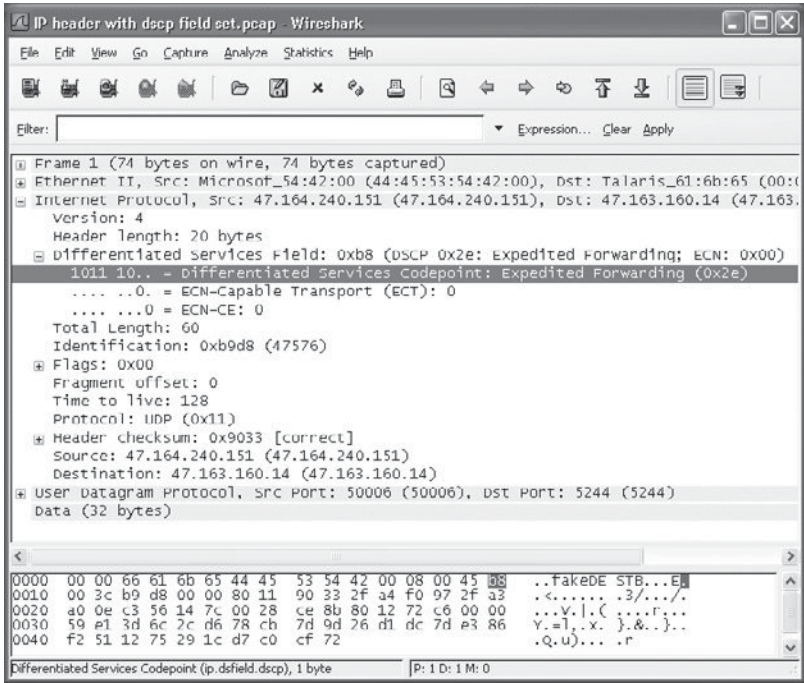 IP header with dscp field set.pcap - Wireshark
File Edit View Go Capture Analyze Statistics Help
Filter: Expression... Clear Apply
Frame 1 (74 bytes on wire, 74 bytes captured)
Ethernet II, Src: Microsof_54:42:00 (44:45:53:54:42:00), Dst: Talaris_61:6b:65 (00:
Internet Protocol, Src: 47.164.240.151 (47.164.240.151), Dst: 47.163.160.14 (47.163.
Version: 4
Header length: 20 bytes
Differentiated Services Field: 0xb8 (DSCP 0x2e: Expedited Forwarding; ECN: 0x00)
1011 10.. = Differentiated Services Codepoint: Expedited Forwarding (0x2e)
.... ..0. = ECN-Capable Transport (ECT): 0
.... ...0 = ECN-CE: 0
Total Length: 60
Identification: 0xb9d8 (47576)
Flags: 0x00
Fragment offset: 0
Time to live: 128
Protocol: UDP (0x11)
Header checksum: 0x9033 [correct]
Source: 47.164.240.151 (47.164.240.151)
Destination: 47.163.160.14 (47.163.160.14)
User Datagram Protocol, Src Port: 50006 (50006), Dst Port: 5244 (5244)
Data (32 bytes)
0000 00 00 66 61 6b 65 44 45 53 54 42 00 08 00 45 b8 ..fakeDE STB...E.
0010 00 3c b9 d8 00 00 80 11 90 33 2f a4 f0 97 2f a3 .<...... .3/.../.
0020 a0 0e c3 56 14 7c 00 28 ce 8b 80 12 72 c6 00 00 ...V.|.( ....r...
0030 59 e1 3d 6c 2c d6 78 cb 7d 9d 26 d1 dc 7d e3 86 Y.=l,.x. }.&..}..
0040 f2 51 12 75 29 1c d7 c0 cf 72 .Q.u)... .r
Differentiated Services Codepoint (ip.dsfield.dscp), 1 byte P: 1 D: 1 M: 0